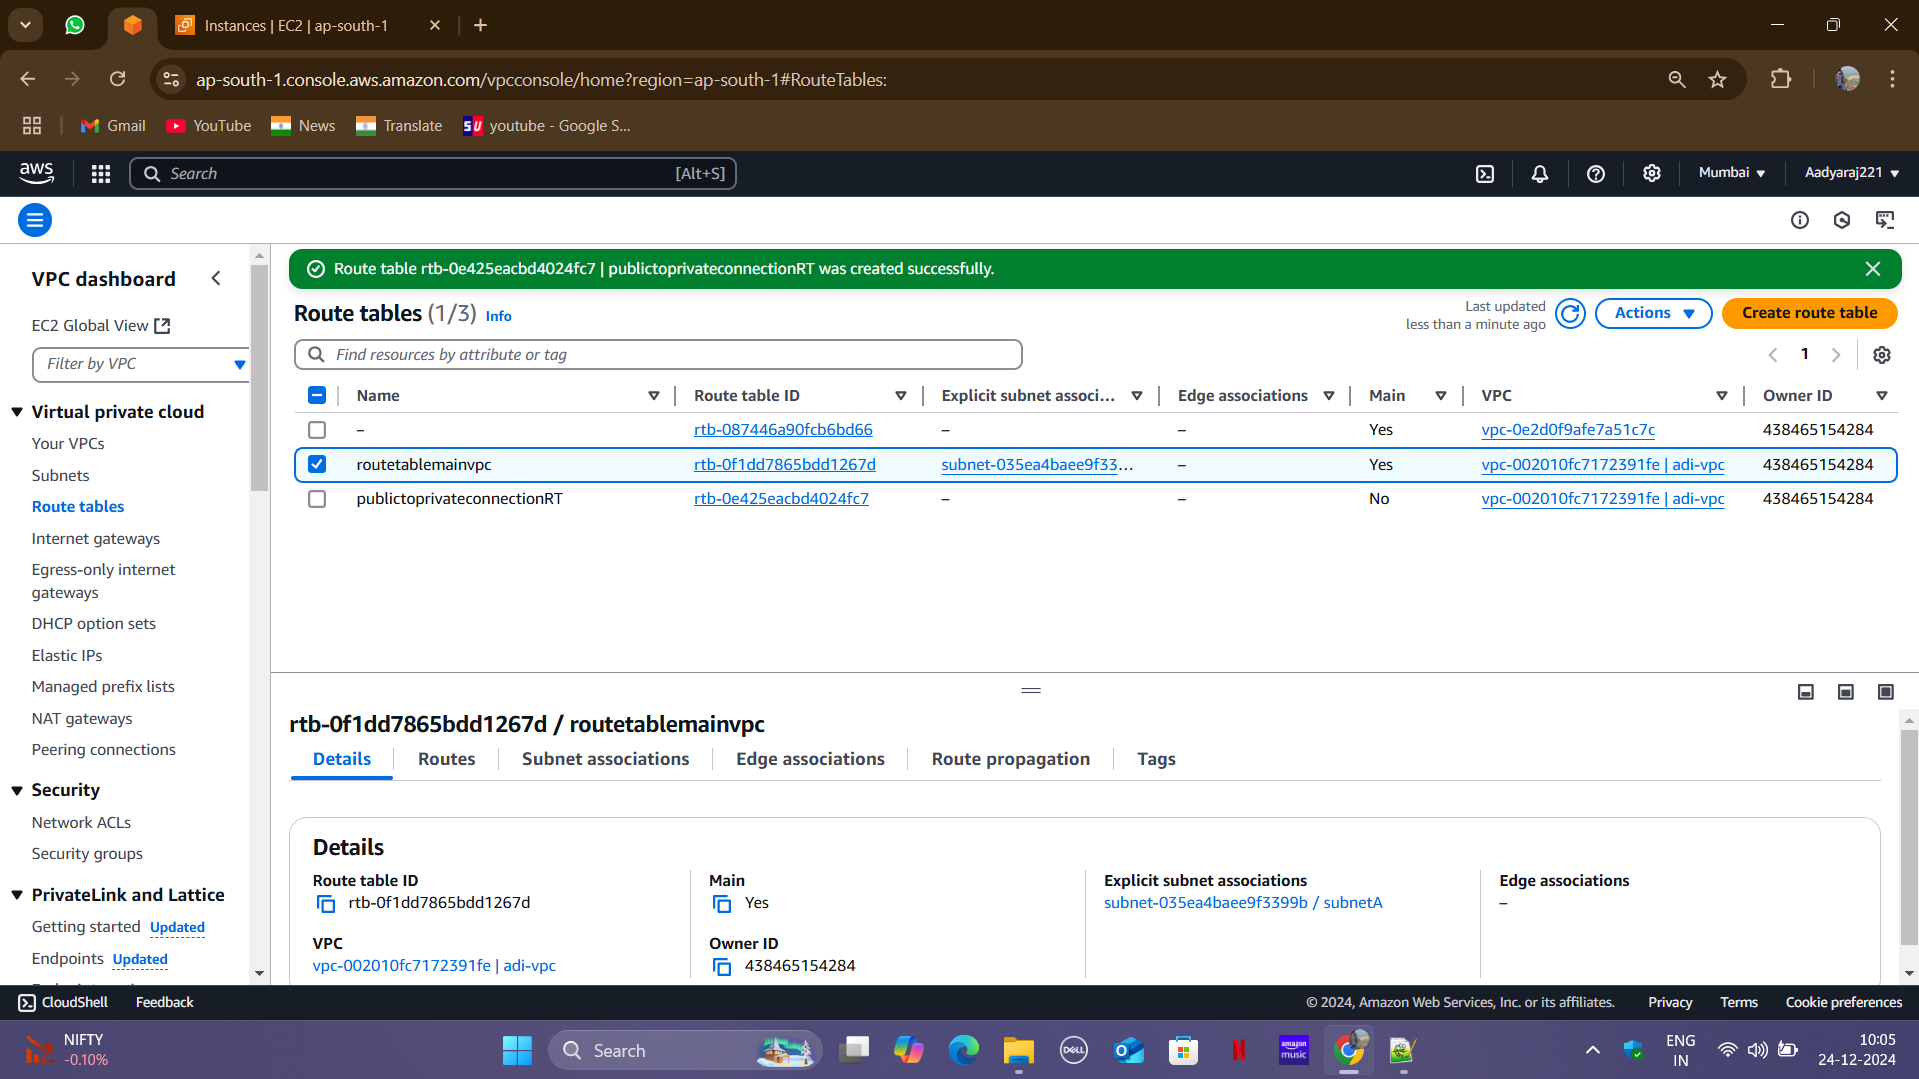 Instances | EC2 | ap-south-1
ap-south-1.console.aws.amazon.com/vpcconsole/home?region=ap-south-1#RouteTables:
Gmail
YouTube
News
Translate
SU
youtube - Google S...
aws
Search
[Alt+S]
Mumbai
Aadyaraj221
VPC dashboard
EC2 Global View
Filter by VPC
Virtual private cloud
Your VPCs
Subnets
Route tables
Internet gateways
Egress-only internet
gateways
DHCP option sets
Elastic IPs
Managed prefix lists
NAT gateways
Peering connections
Security
Network ACLs
Security groups
PrivateLink and Lattice
Getting started Updated
Endpoints Updated
Route table rtb-0e425eacbd4024fc7 | publictoprivateconnectionRT was created successfully.
Route tables (1/3) Info
Last updated
less than a minute ago
Actions
Create route table
Find resources by attribute or tag
1
Name Route table ID Explicit subnet associ... Edge associations Main VPC Owner ID
– rtb-087446a90fcb6bd66 – – Yes vpc-0e2d0f9afe7a51c7c 438465154284
routetablemainvpc rtb-0f1dd7865bdd1267d subnet-035ea4baee9f33... – Yes vpc-002010fc7172391fe | adi-vpc 438465154284
publictoprivateconnectionRT rtb-0e425eacbd4024fc7 – – No vpc-002010fc7172391fe | adi-vpc 438465154284
rtb-0f1dd7865bdd1267d / routetablemainvpc
Details Routes Subnet associations Edge associations Route propagation Tags
Details
Route table ID
rtb-0f1dd7865bdd1267d
VPC
vpc-002010fc7172391fe | adi-vpc
Main
Yes
Owner ID
438465154284
Explicit subnet associations
subnet-035ea4baee9f3399b / subnetA
Edge associations
–
CloudShell
Feedback
© 2024, Amazon Web Services, Inc. or its affiliates.
Privacy
Terms
Cookie preferences
NIFTY
-0.10%
Search
DELL
amazon
music
ENG
IN
10:05
24-12-2024